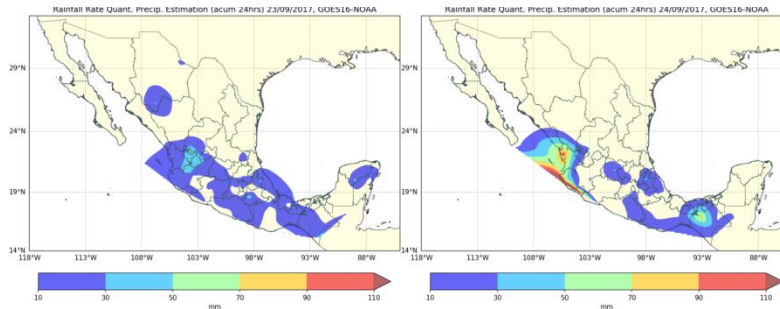 Rainfall Rate Quant. Precip. Estimation (acum 24hrs) 23/09/2017, GOES16-NOAA
29°N
24°N
19°N
14°N
118°W 113°W 108°W 103°W 98°W 93°W 88°W
10 30 50 70 90 110
mm
Rainfall Rate Quant. Precip. Estimation (acum 24hrs) 24/09/2017, GOES16-NOAA
29°N
24°N
19°N
14°N
118°W 113°W 108°W 103°W 98°W 93°W 88°W
10 30 50 70 90 110
mm